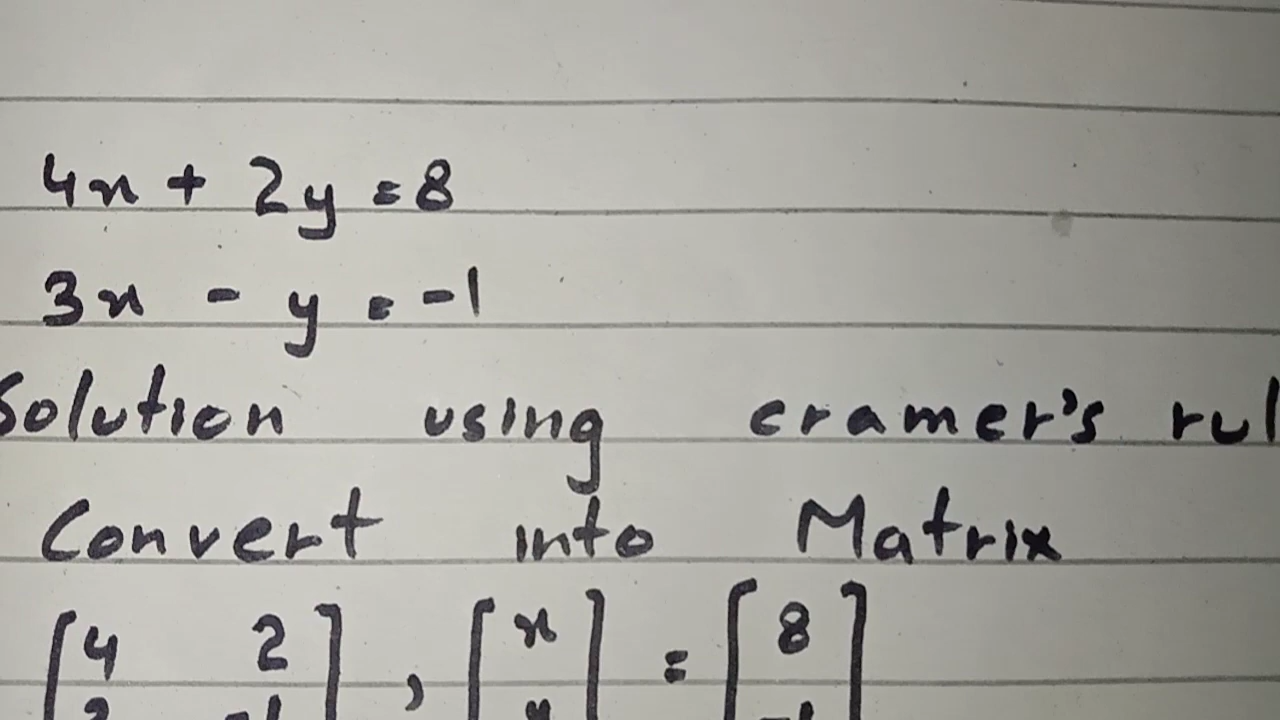 4x + 2y = 8
3x - y = -1
Solution using cramer's rul
Convert into Matrix
[4 2], [x] = [8]